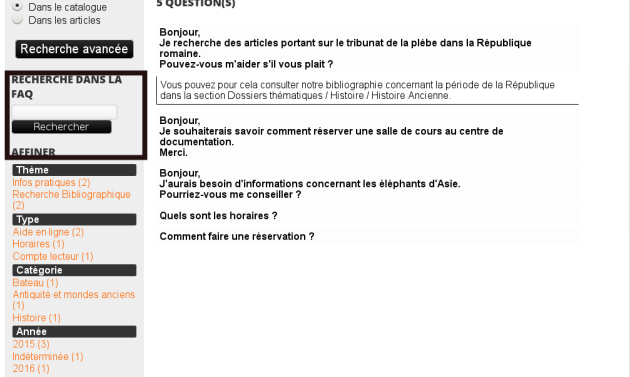 Dans le catalogue
Dans les articles
Recherche avancée
RECHERCHE DANS LA
FAQ
Rechercher
AFFINER
Thème
Infos pratiques (2)
Recherche Bibliographique
(2)
Type
Aide en ligne (2)
Horaires (1)
Compte lecteur (1)
Catégorie
Bateau (1)
Antiquité et mondes anciens
(1)
Histoire (1)
Année
2015 (3)
Indéterminée (1)
2016 (1)
5 QUESTION(S)
Bonjour,
Je recherche des articles portant sur le tribunat de la plèbe dans la République
romaine.
Pouvez-vous m'aider s'il vous plait ?
Vous pouvez pour cela consulter notre bibliographie concernant la période de la République
dans la section Dossiers thématiques / Histoire / Histoire Ancienne.
Bonjour,
Je souhaiterais savoir comment réserver une salle de cours au centre de
documentation.
Merci.
Bonjour,
J'aurais besoin d'informations concernant les éléphants d'Asie.
Pourriez-vous me conseiller ?
Quels sont les horaires ?
Comment faire une réservation ?